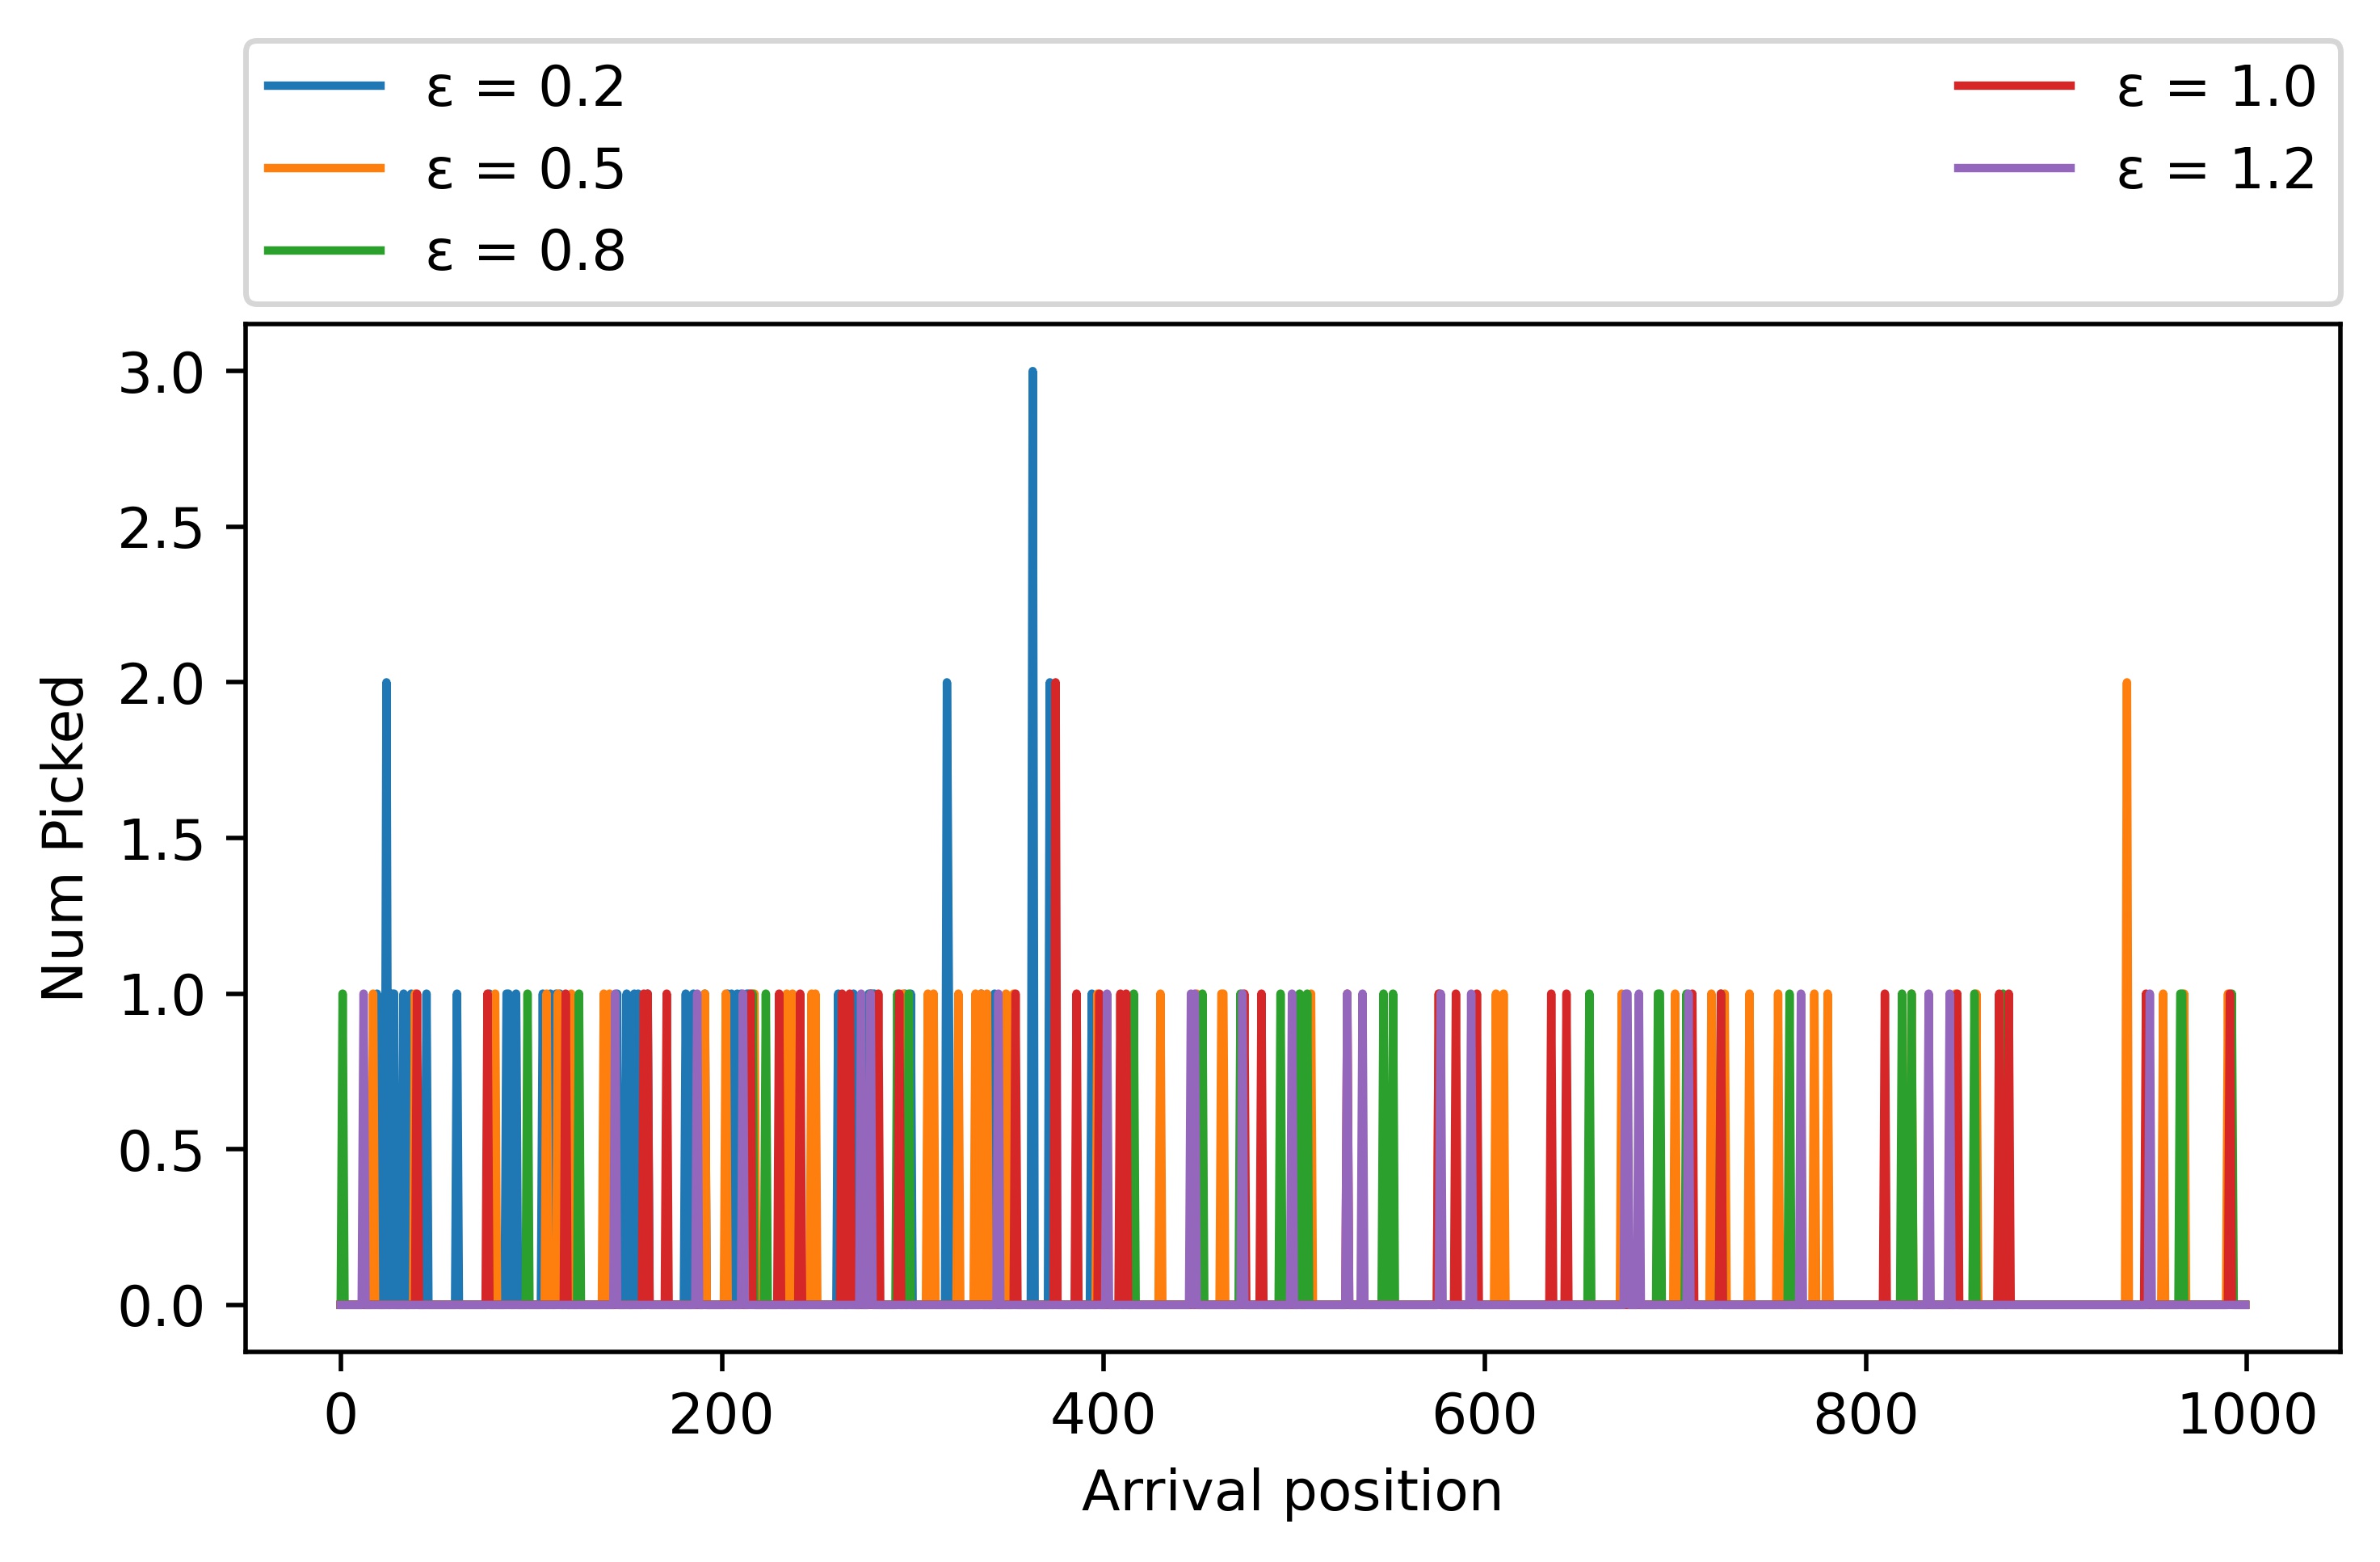 ε = 0.2
ε = 0.5
ε = 0.8
ε = 1.0
ε = 1.2
3.0
2.5
2.0
1.5
1.0
0.5
0.0
Num Picked
0 200 400 600 800 1000
Arrival position